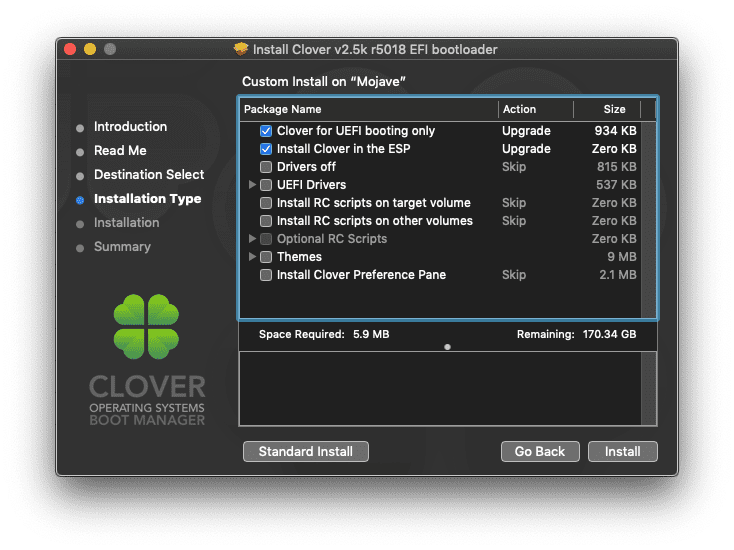 Install Clover v2.5k r5018 EFI bootloader
Custom Install on “Mojave”
Introduction
Read Me
Destination Select
Installation Type
Installation
Summary
Package Name Action Size
Clover for UEFI booting only Upgrade 934 KB
Install Clover in the ESP Upgrade Zero KB
Drivers off Skip 815 KB
UEFI Drivers 537 KB
Install RC scripts on target volume Skip Zero KB
Install RC scripts on other volumes Skip Zero KB
Optional RC Scripts Zero KB
Themes 9 MB
Install Clover Preference Pane Skip 2.1 MB
Space Required: 5.9 MB Remaining: 170.34 GB
CLOVER
OPERATING SYSTEMS
BOOT MANAGER
Standard Install Go Back Install